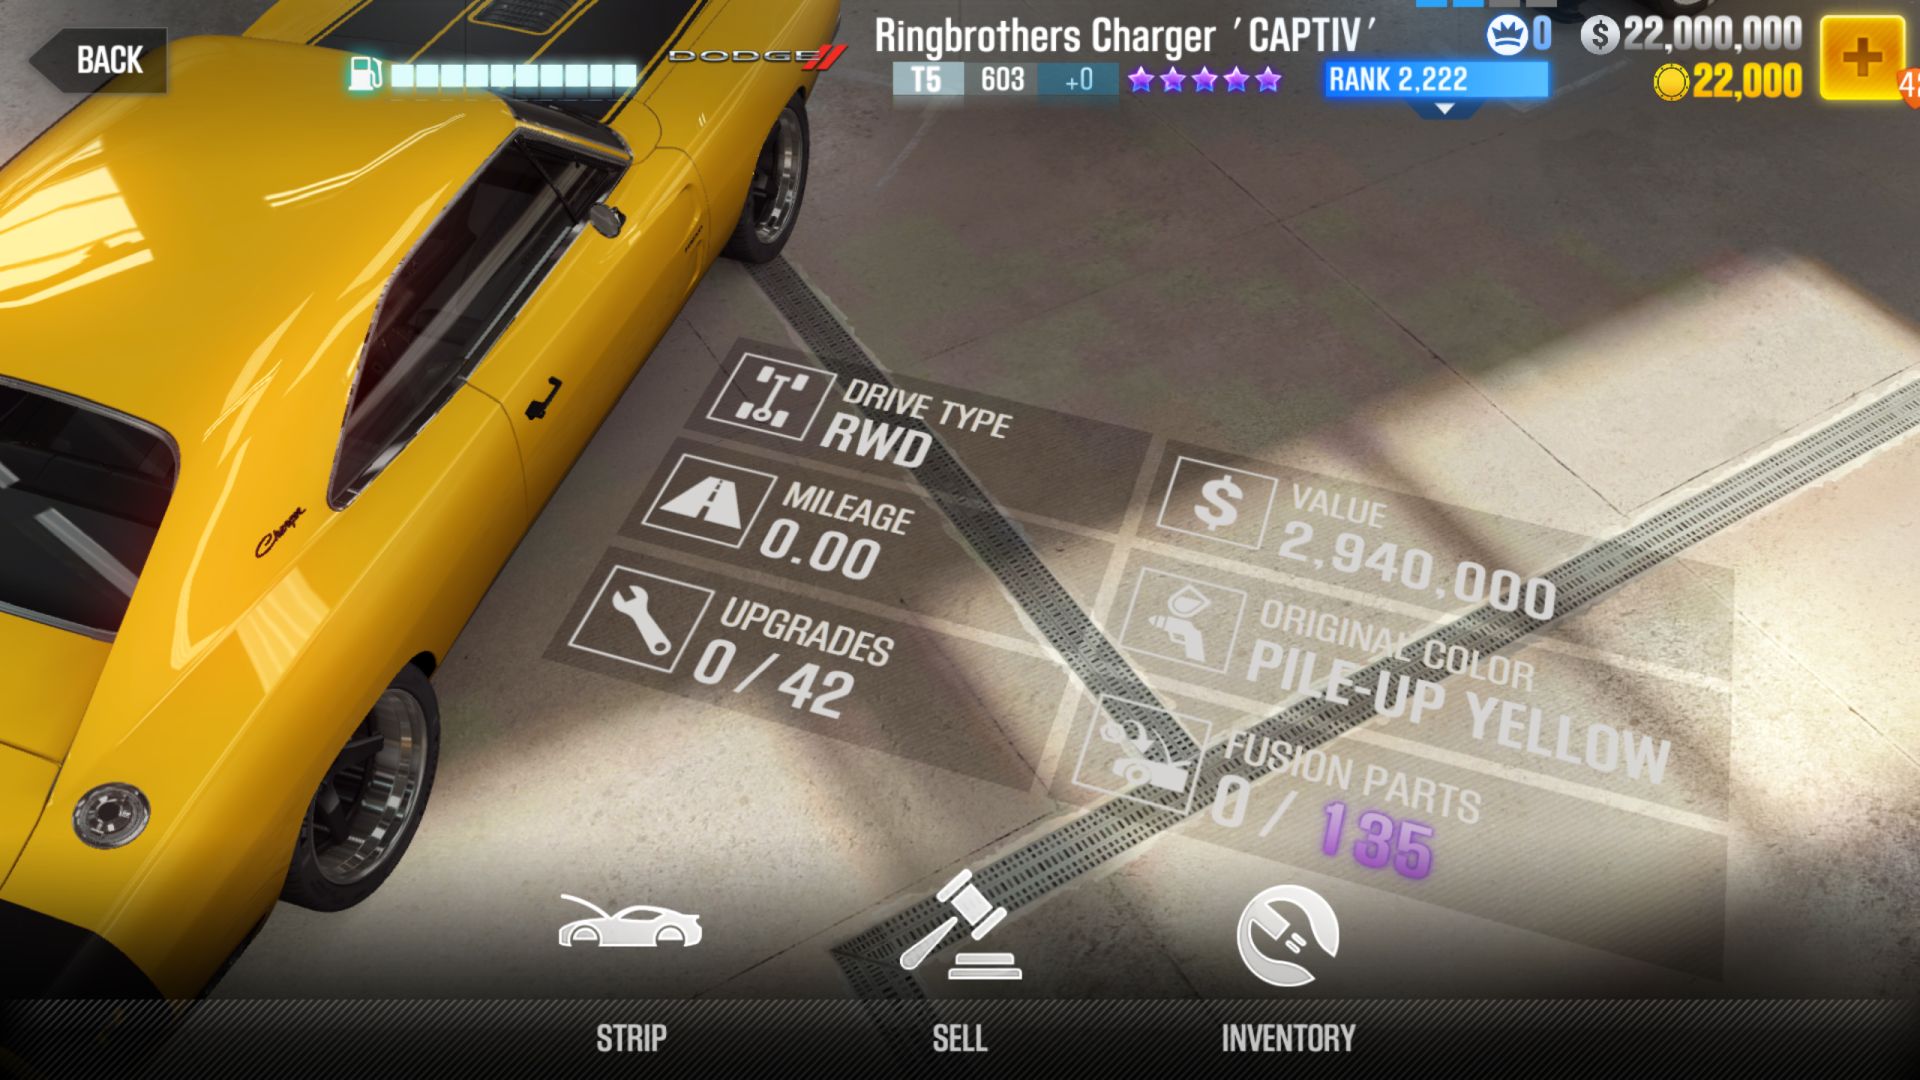 BACK
DODGE
Ringbrothers Charger 'CAPTIV'
T5 603 +0
RANK 2,222
0
$ 22,000,000
22,000
+
42
Charger
DRIVE TYPE
RWD
MILEAGE
0.00
UPGRADES
0 / 42
$ VALUE
2,940,000
ORIGINAL COLOR
PILE-UP YELLOW
FUSION PARTS
0 / 135
STRIP
SELL
INVENTORY